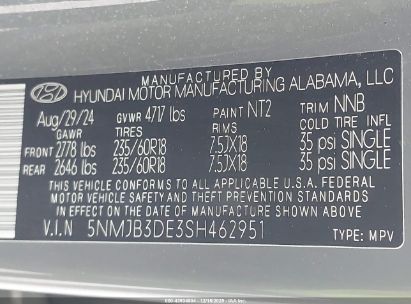 MANUFACTURED BY
HYUNDAI MOTOR MANUFACTURING ALABAMA, LLC
Aug/29/24 GVWR 4717 lbs PAINT NT2 TRIM NNB
GAWR TIRES RIMS COLD TIRE INFL
FRONT 2778 lbs 235/60R18 7.5JX18 35 psi SINGLE
REAR 2646 lbs 235/60R18 7.5JX18 35 psi SINGLE
THIS VEHICLE CONFORMS TO ALL APPLICABLE U.S.A. FEDERAL
MOTOR VEHICLE SAFETY AND BUMPER
AND THEFT PREVENTION STANDARDS IN EFFECT ON THE DATE OF
MANUFACTURE SHOWN ABOVE.
V.I.N 5NMJB3DE3SH462951 TYPE: MPV